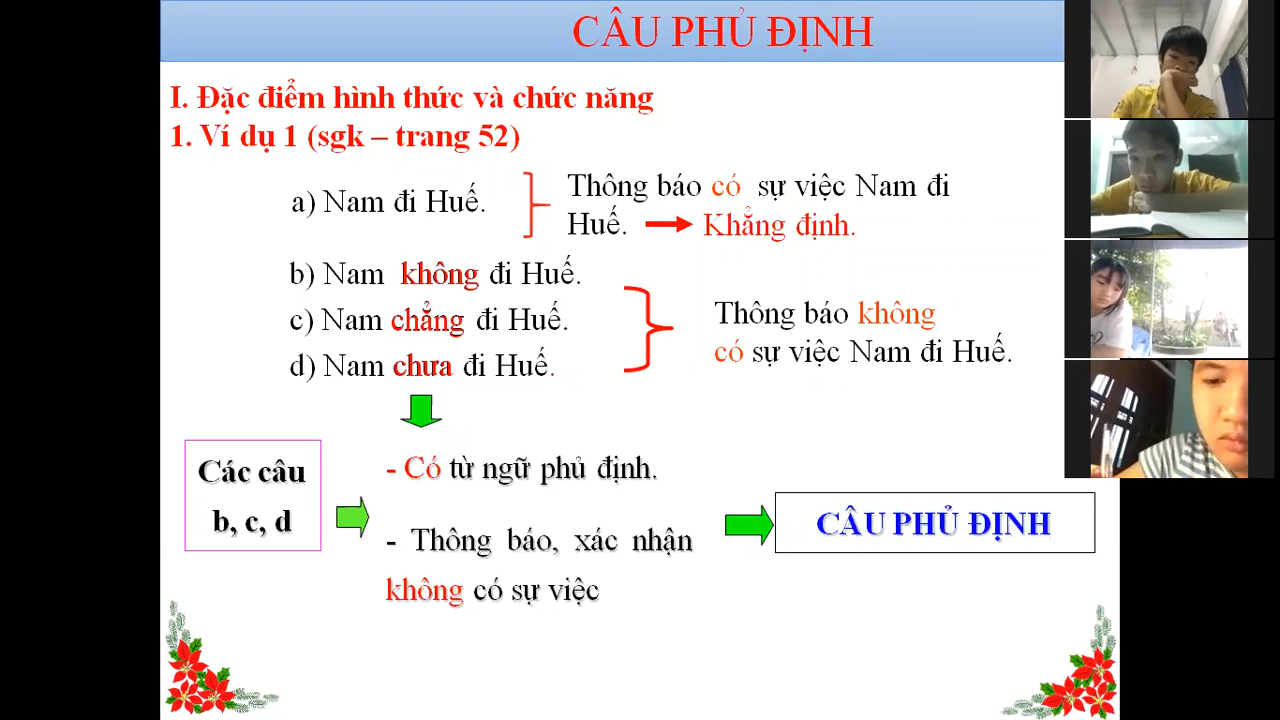 CÂU PHỦ ĐỊNH
I. Đặc điểm hình thức và chức năng
1. Ví dụ 1 (sgk – trang 52)
a) Nam đi Huế.
Thông báo có sự việc Nam đi
Huế. Khẳng định.
b) Nam không đi Huế.
c) Nam chẳng đi Huế.
d) Nam chưa đi Huế.
Thông báo không
có sự việc Nam đi Huế.
Các câu
b, c, d
- Có từ ngữ phủ định.
- Thông báo, xác nhận
không có sự việc
CÂU PHỦ ĐỊNH